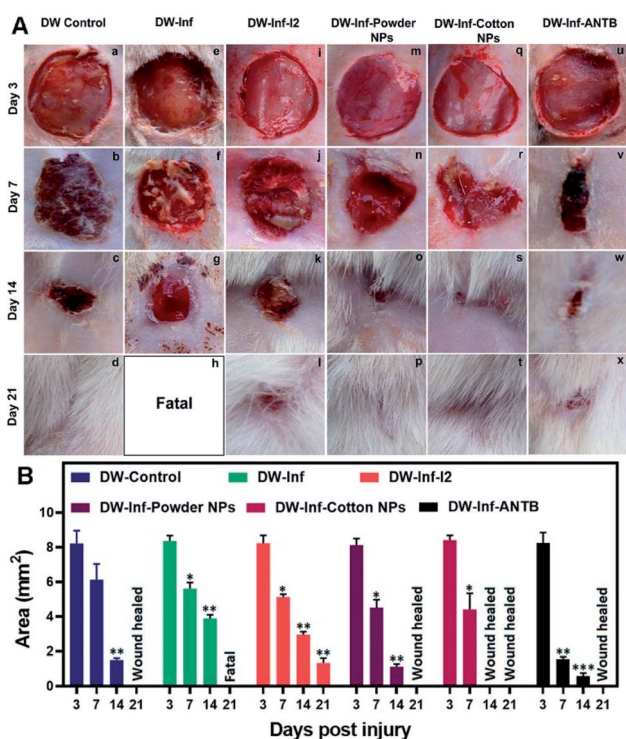 A
DW Control DW-Inf DW-Inf-I2 DW-Inf-Powder NPs DW-Inf-Cotton NPs DW-Inf-ANTB
Day 3 a e i m q u
Day 7 b f j n r v
Day 14 c g k o s w
Day 21 d h l p t x
Fatal
B
DW-Control DW-Inf DW-Inf-I2
DW-Inf-Powder NPs DW-Inf-Cotton NPs DW-Inf-ANTB
Area (mm²)
8
6
4
2
0
** Wound healed
* ** Fatal
* ** **
* ** Wound healed
* Wound healed Wound healed
** *** Wound healed
3 7 14 21 3 7 14 21 3 7 14 21 3 7 14 21 3 7 14 21 3 7 14 21
Days post injury